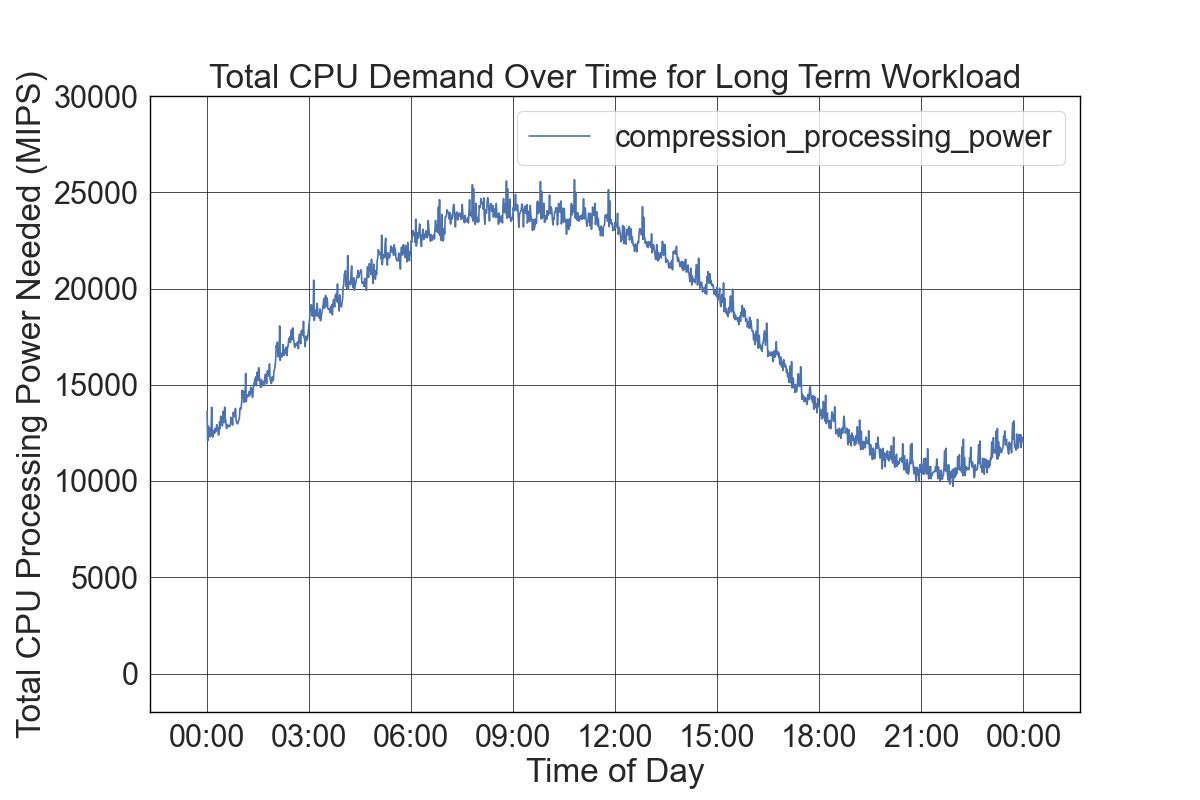 Total CPU Demand Over Time for Long Term Workload
compression_processing_power
Total CPU Processing Power Needed (MIPS)
30000
25000
20000
15000
10000
5000
0
00:00 03:00 06:00 09:00 12:00 15:00 18:00 21:00 00:00
Time of Day